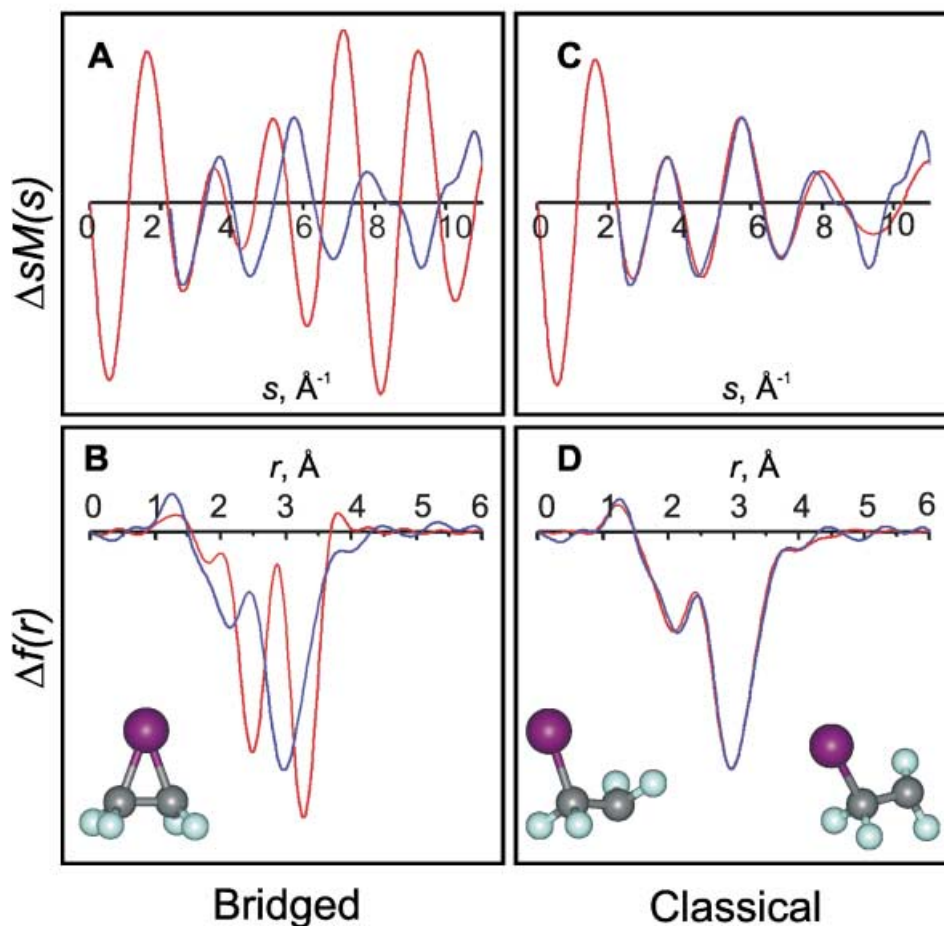 A
C
ΔsM(s)
0 2 4 6 8 10
0 2 4 6 8 10
s, Å⁻¹
s, Å⁻¹
B
r, Å
D
r, Å
0 1 2 3 4 5 6
0 1 2 3 4 5 6
Δf(r)
Bridged
Classical